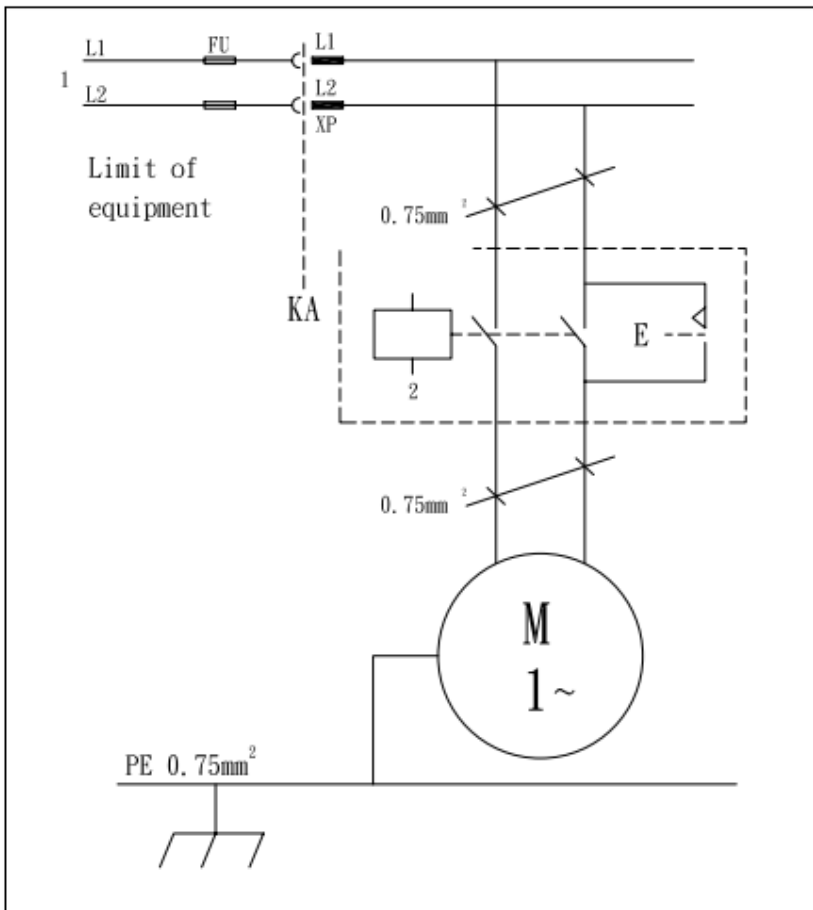 L1
FU
L1
1
L2
L2
XP
Limit of
equipment
0.75mm²
KA
E
2
0.75mm²
M
1~
PE 0.75mm²